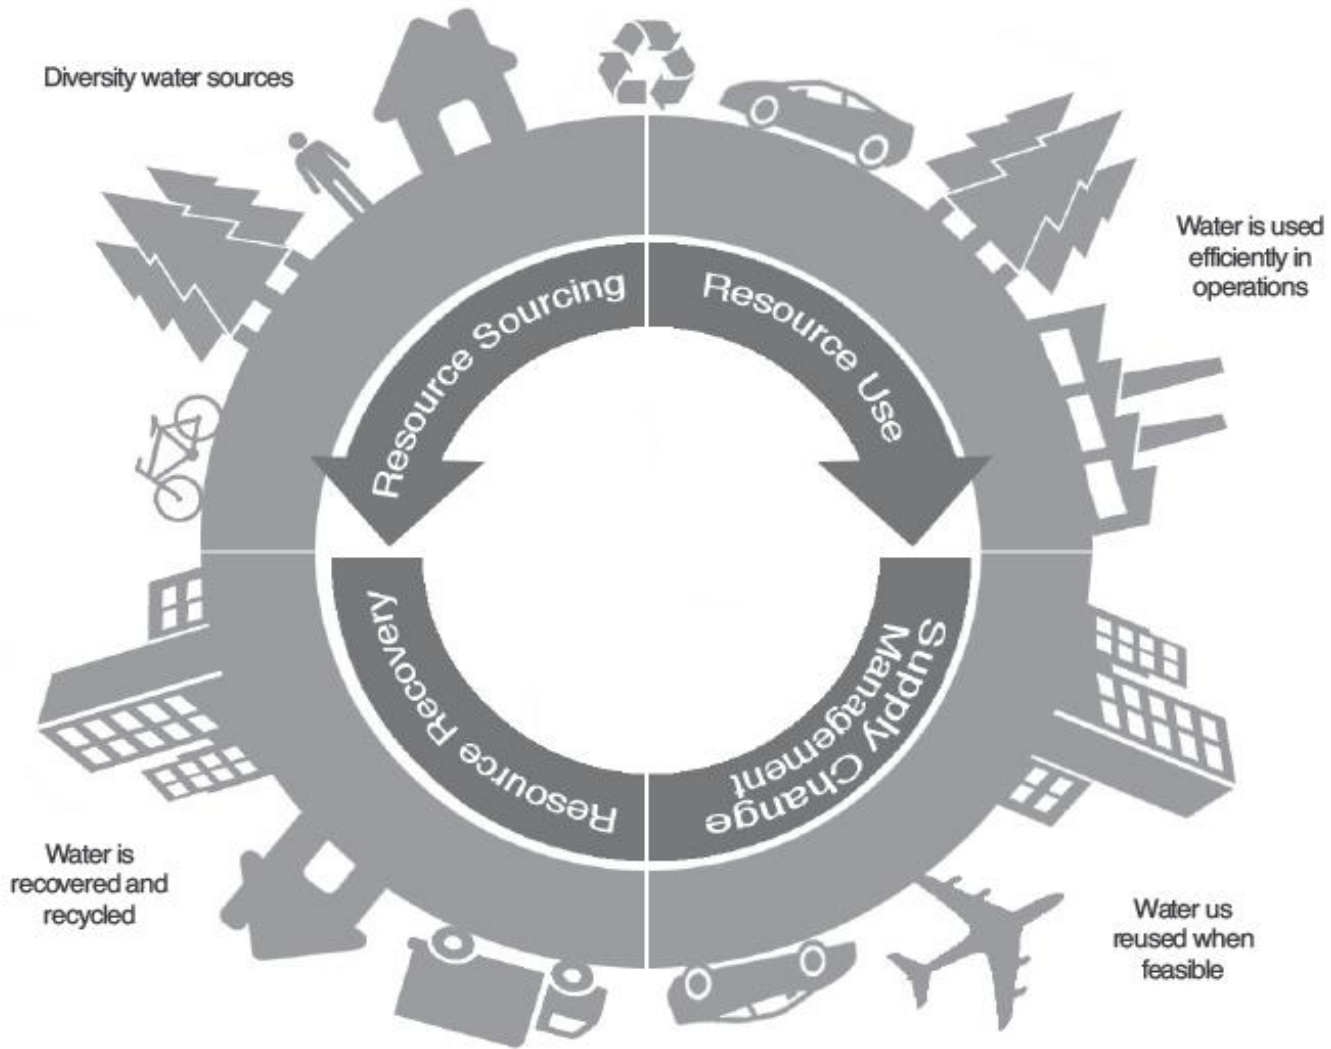 Diversity water sources
Water is used
efficiently in
operations
Resource Sourcing
Resource Use
Resource Recovery
Supply Change
Management
Water is
recovered and
recycled
Water us
reused when
feasible